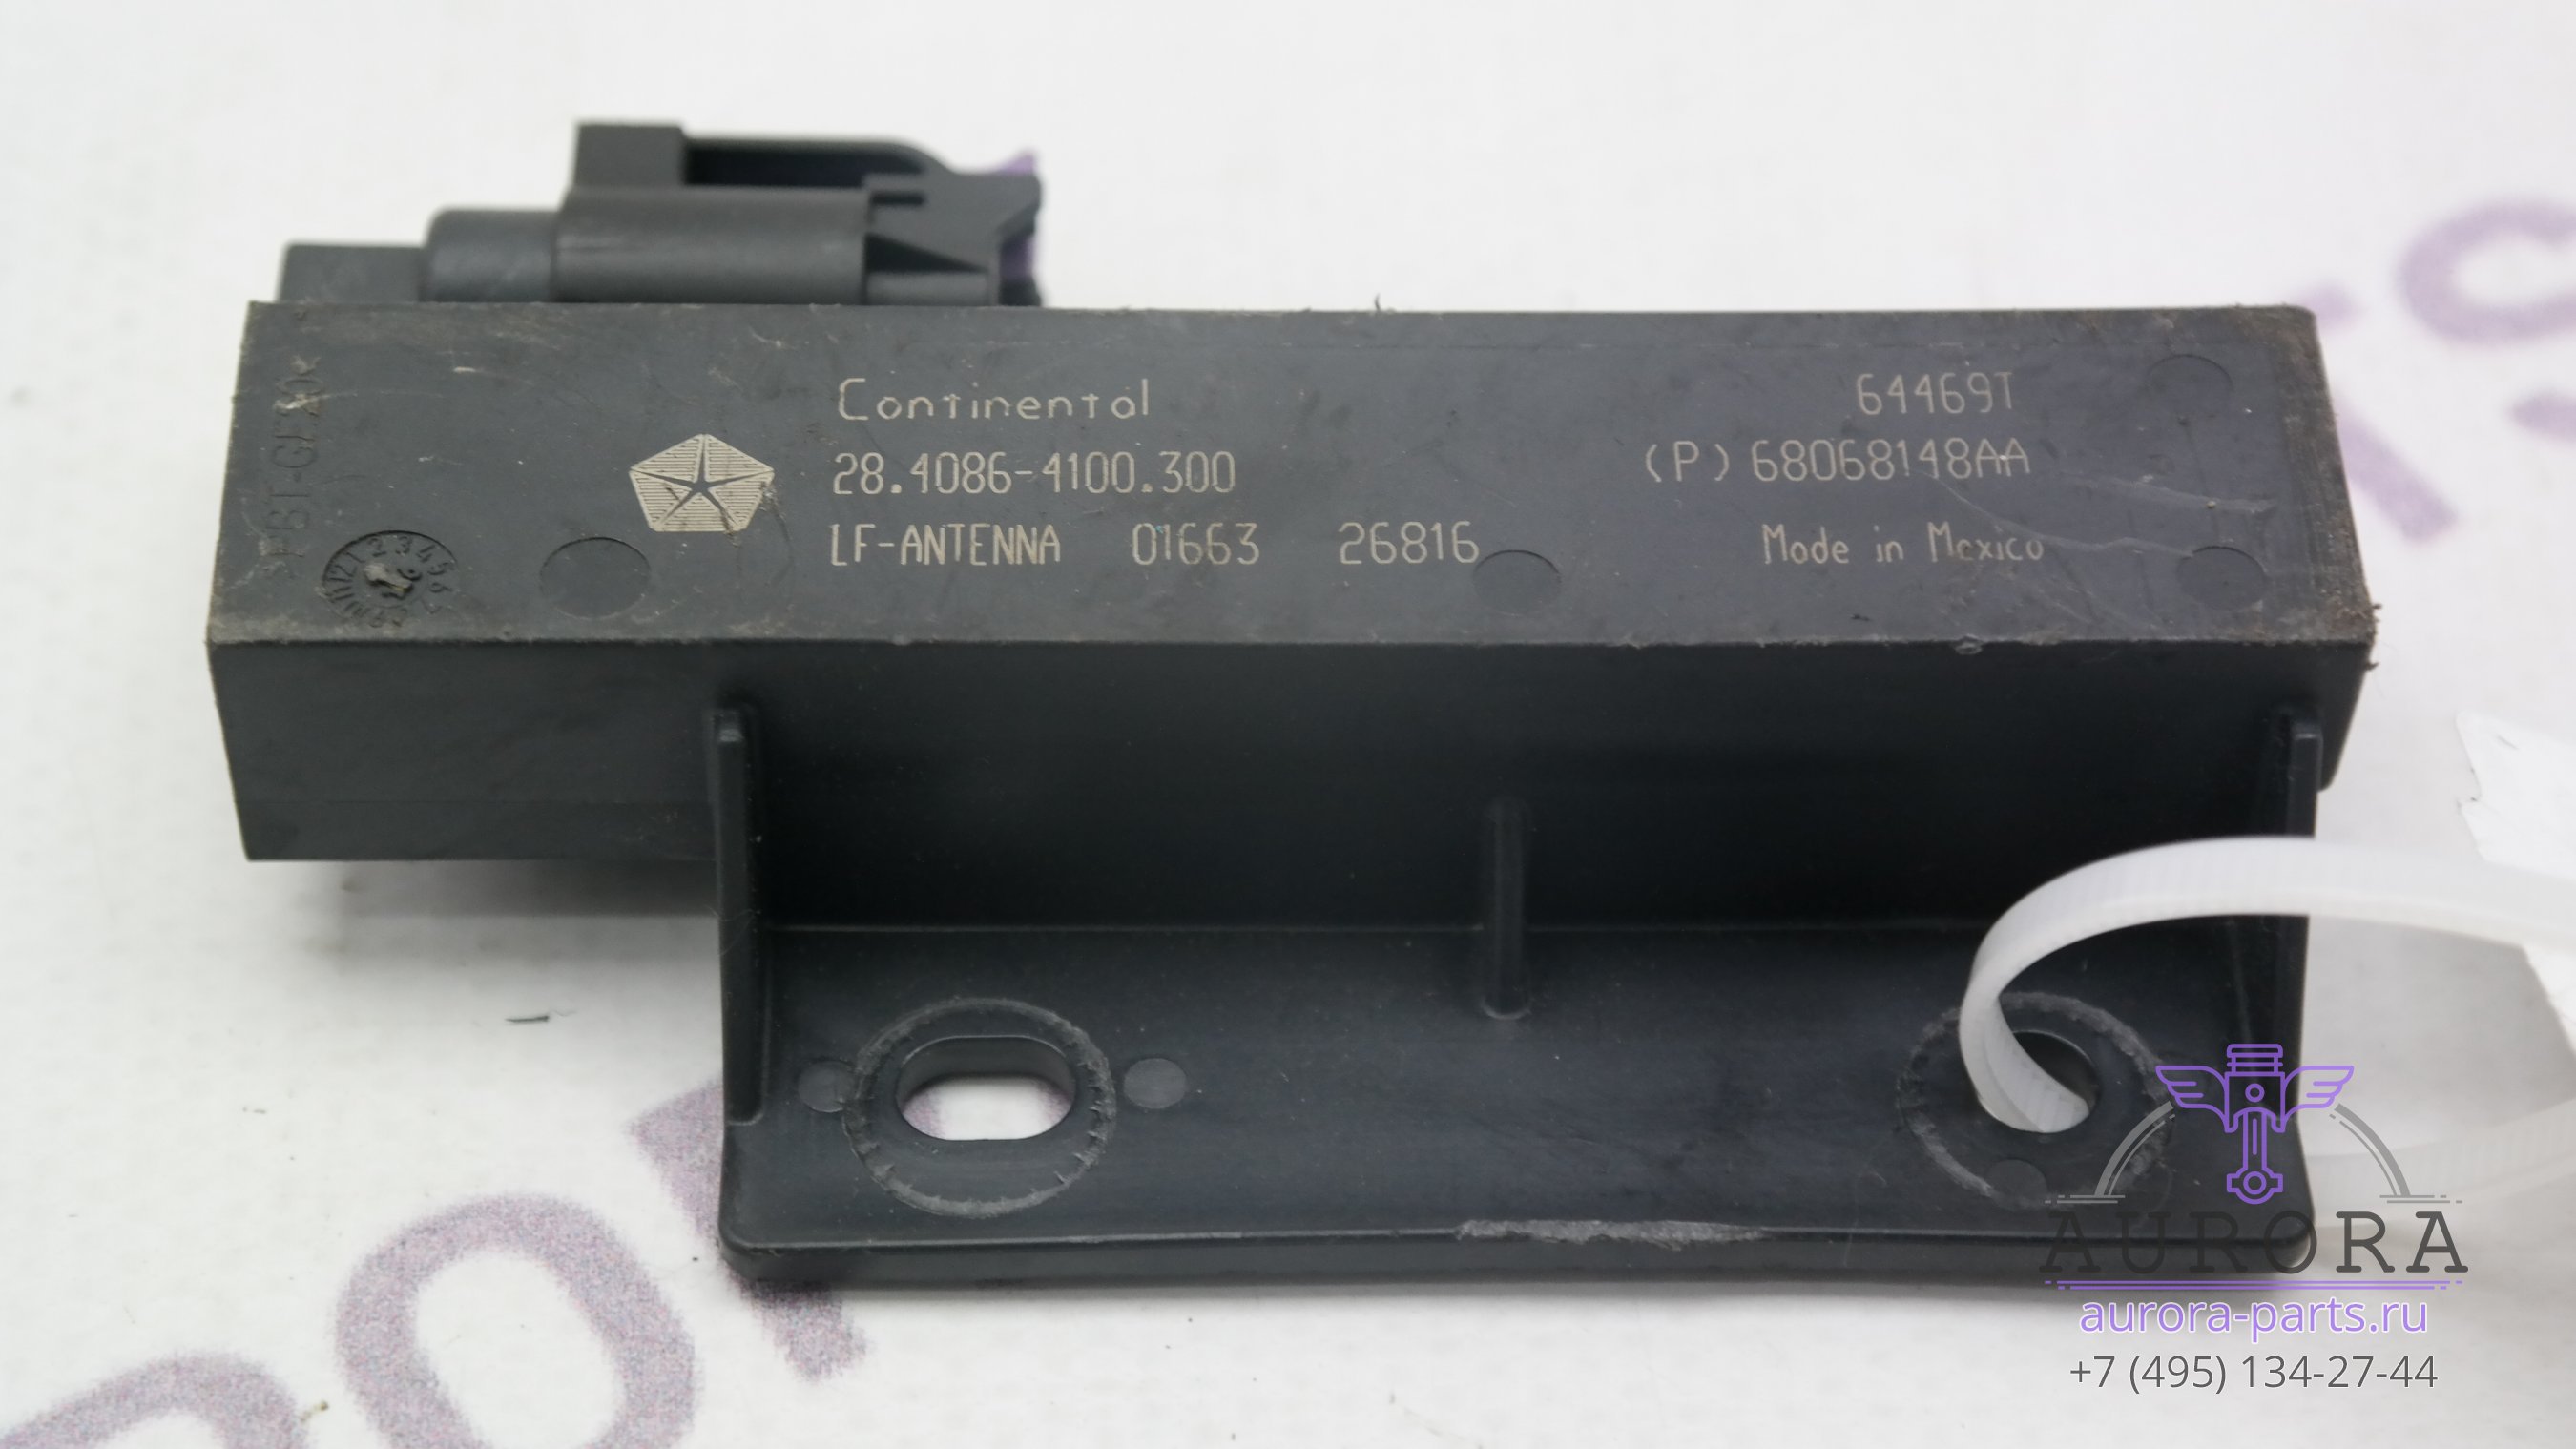 Continental
28.4086-4100.300
LF-ANTENNA 01663 26816
64469T
(P) 68068148AA
Made in Mexico
AURORA
aurora-parts.ru
+7 (495) 134-27-44